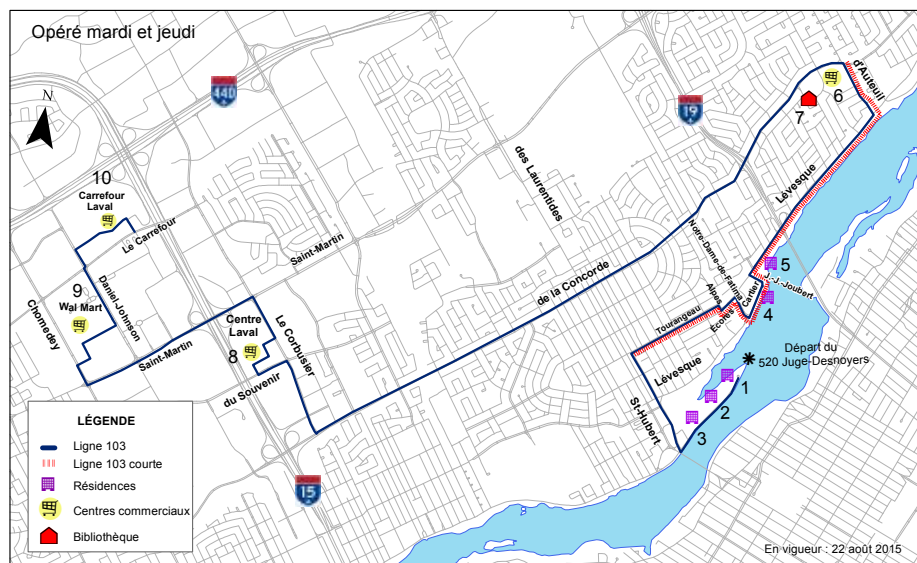 Opéré mardi et jeudi
N
440
19
d'Auteuil
6
7
10
Carrefour
Laval
Le Carrefour
des Laurentides
Lévesque
Saint-Martin
Notre-Dame-de-Fatima
5
J.-J.-Joubert
9
Wal Mart
Daniel-Johnson
Chomedey
de la Concorde
Cartier
Alpes
Écores
4
Tourangeau
Centre
Laval
8
Le Corbusier
Saint-Martin
du Souvenir
Lévesque
Départ du
520 Juge-Desnoyers
1
2
3
St-Hubert
15
LÉGENDE
Ligne 103
Ligne 103 courte
Résidences
Centres commerciaux
Bibliothèque
En vigueur : 22 août 2015